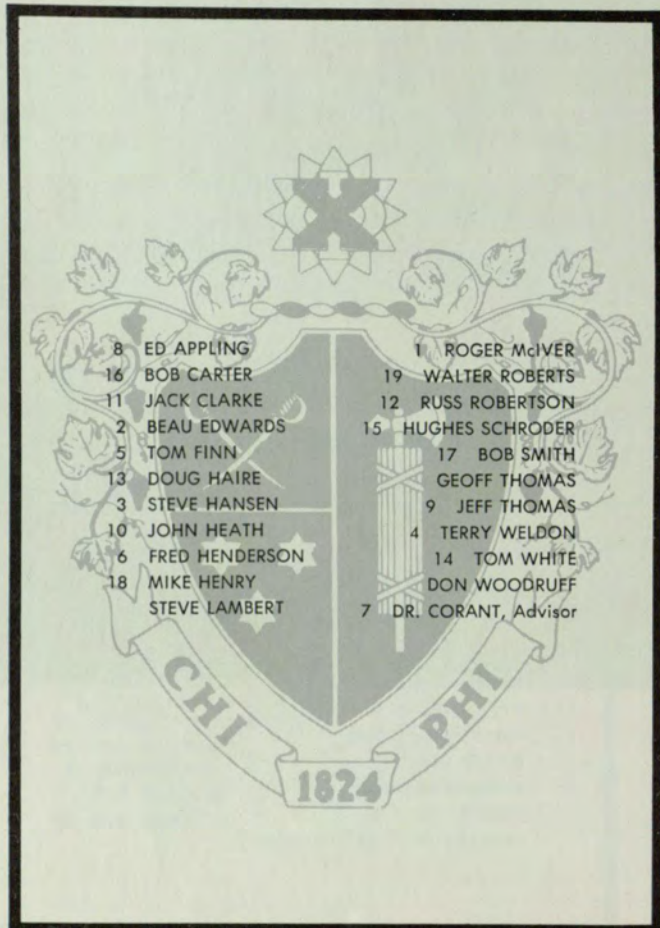 X
8 ED APPLING
16 BOB CARTER
11 JACK CLARKE
2 BEAU EDWARDS
5 TOM FINN
13 DOUG HAIRE
3 STEVE HANSEN
10 JOHN HEATH
6 FRED HENDERSON
18 MIKE HENRY
STEVE LAMBERT
1 ROGER McIVER
19 WALTER ROBERTS
12 RUSS ROBERTSON
15 HUGHES SCHRODER
17 BOB SMITH
GEOFF THOMAS
9 JEFF THOMAS
4 TERRY WELDON
14 TOM WHITE
DON WOODRUFF
7 DR. CORANT, Advisor
CHI PHI
1824